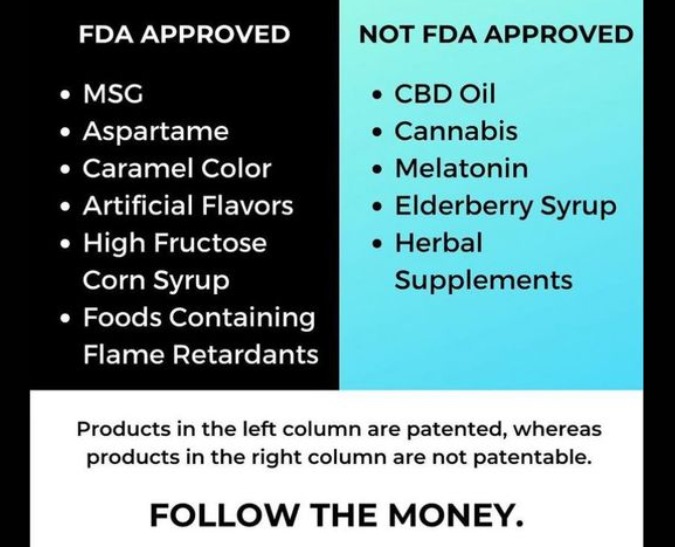 FDA APPROVED
• MSG
• Aspartame
• Caramel Color
• Artificial Flavors
• High Fructose
Corn Syrup
• Foods Containing
Flame Retardants
NOT FDA APPROVED
• CBD Oil
• Cannabis
• Melatonin
• Elderberry Syrup
• Herbal
Supplements
Products in the left column are patented, whereas
products in the right column are not patentable.
FOLLOW THE MONEY.